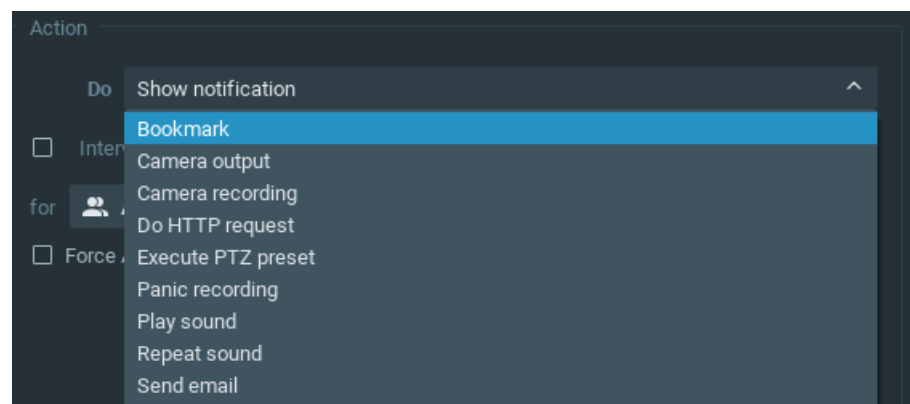 Action
Do Show notification
Bookmark
Camera output
Camera recording
Do HTTP request
Execute PTZ preset
Panic recording
Play sound
Repeat sound
Send email
for
Force